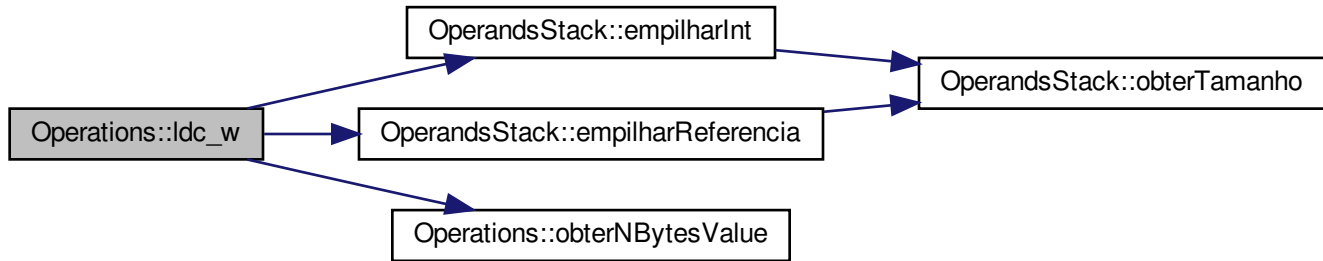 OperandsStack::empilharInt
OperandsStack::obterTamanho
Operations::ldc_w
OperandsStack::empilharReferencia
Operations::obterNBytesValue